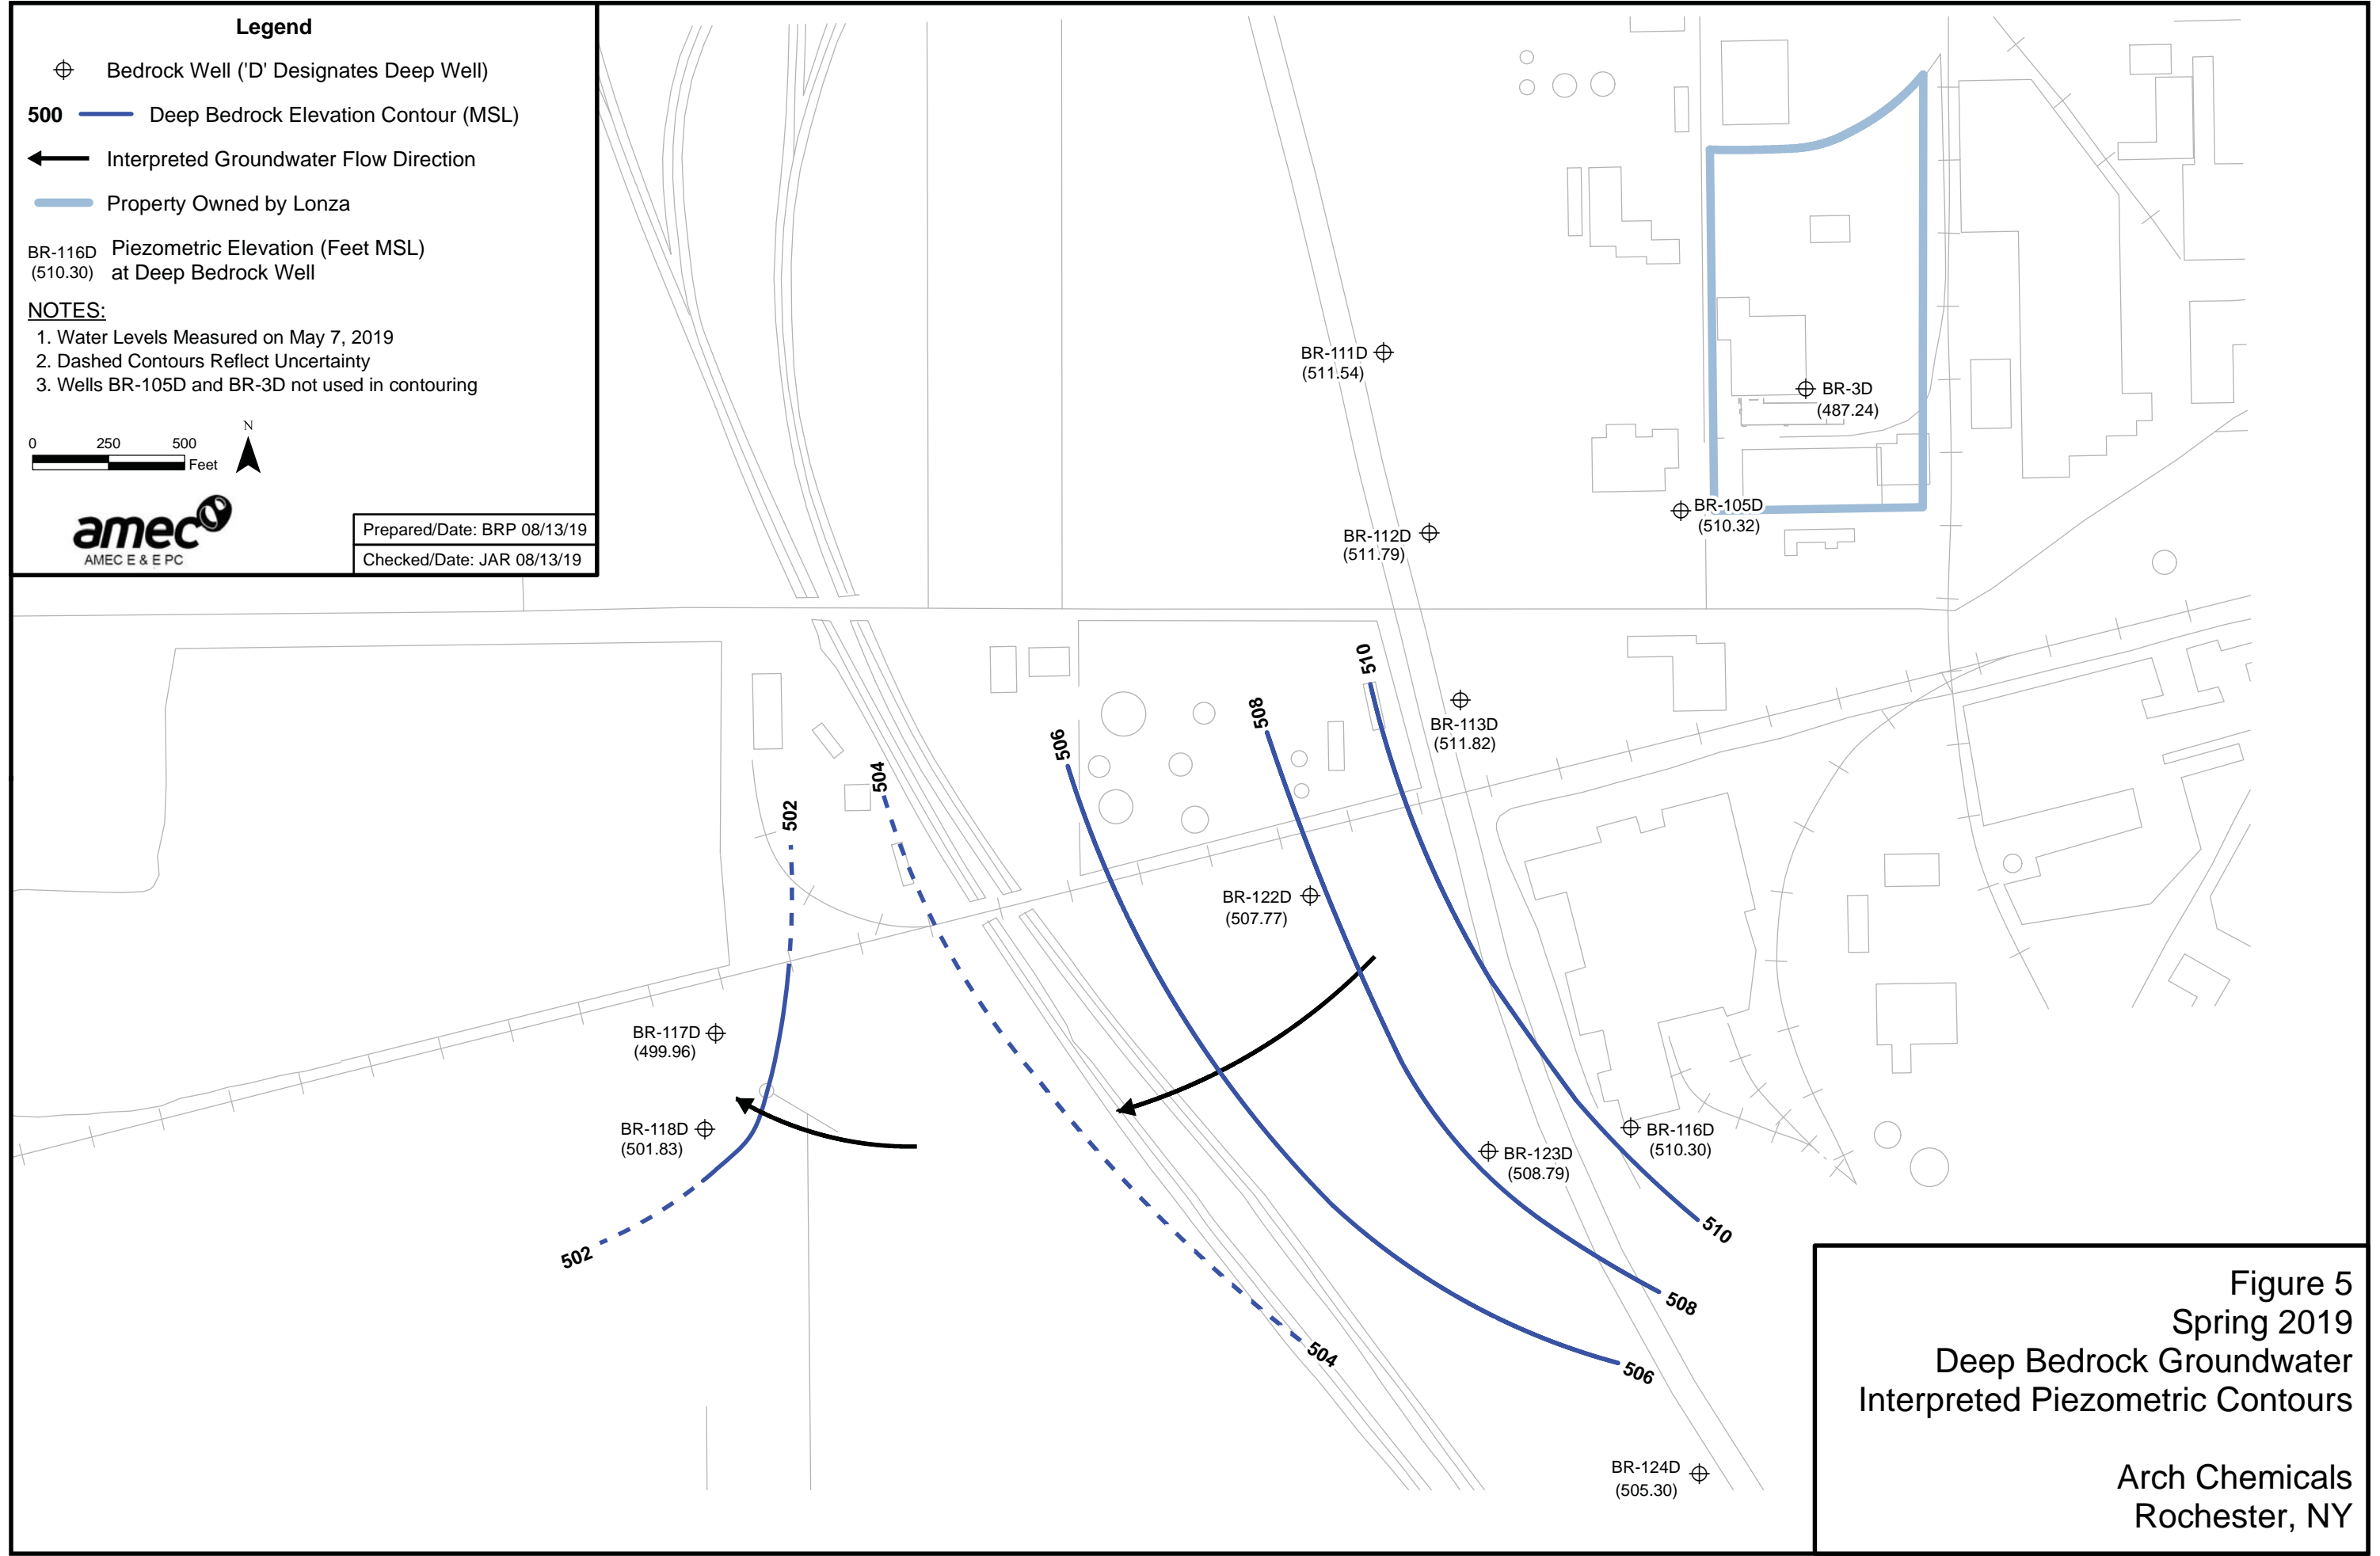 Legend
Bedrock Well ('D' Designates Deep Well)
500 Deep Bedrock Elevation Contour (MSL)
Interpreted Groundwater Flow Direction
Property Owned by Lonza
BR-116D
(510.30)
Piezometric Elevation (Feet MSL)
at Deep Bedrock Well
NOTES:
1. Water Levels Measured on May 7, 2019
2. Dashed Contours Reflect Uncertainty
3. Wells BR-105D and BR-3D not used in contouring
N
0 250 500
Feet
amec
AMEC E & E PC
Prepared/Date: BRP 08/13/19
Checked/Date: JAR 08/13/19
BR-111D
(511.54)
BR-3D
(487.24)
BR-105D
(510.32)
BR-112D
(511.79)
510
508
506
504
502
BR-113D
(511.82)
BR-122D
(507.77)
BR-117D
(499.96)
BR-118D
(501.83)
BR-116D
(510.30)
BR-123D
(508.79)
510
502
508
504
506
BR-124D
(505.30)
Figure 5
Spring 2019
Deep Bedrock Groundwater
Interpreted Piezometric Contours
Arch Chemicals
Rochester, NY